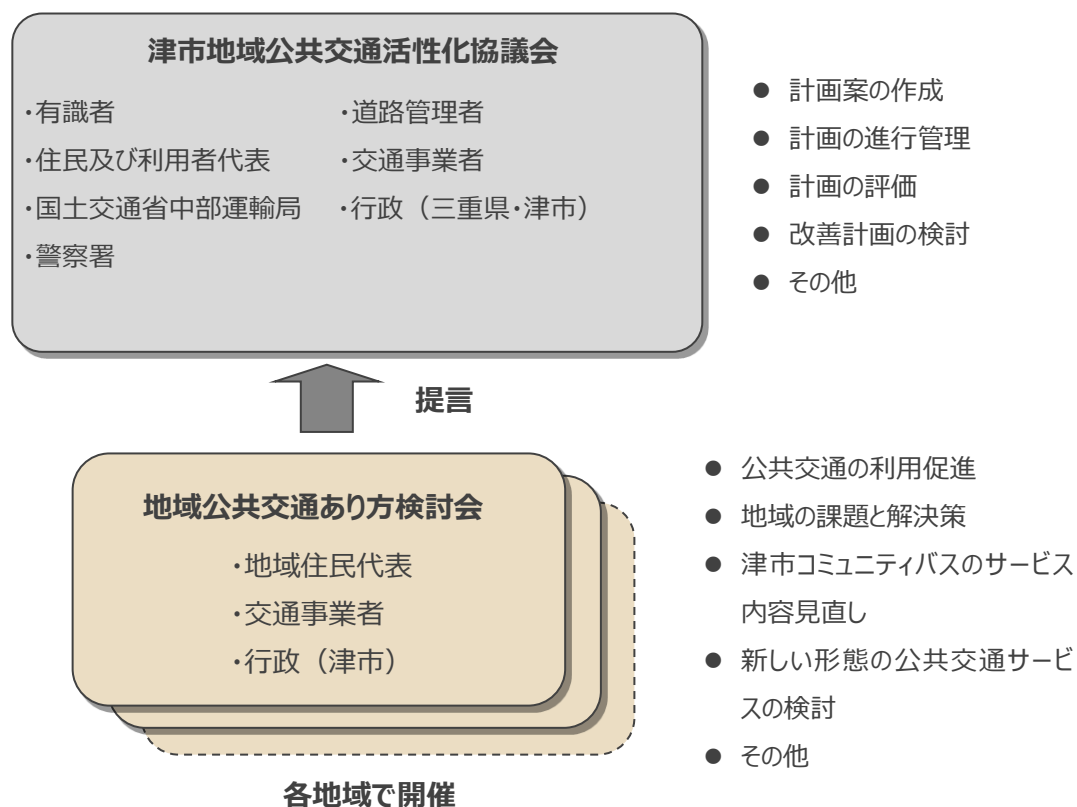 津市地域公共交通活性化協議会
・有識者
・住民及び利用者代表
・国土交通省中部運輸局
・警察署
・道路管理者
・交通事業者
・行政（三重県・津市）
● 計画案の作成
● 計画の進行管理
● 計画の評価
● 改善計画の検討
● その他
提言
地域公共交通あり方検討会
・地域住民代表
・交通事業者
・行政（津市）
● 公共交通の利用促進
● 地域の課題と解決策
● 津市コミュニティバスのサービス
内容見直し
● 新しい形態の公共交通サービ
スの検討
● その他
各地域で開催